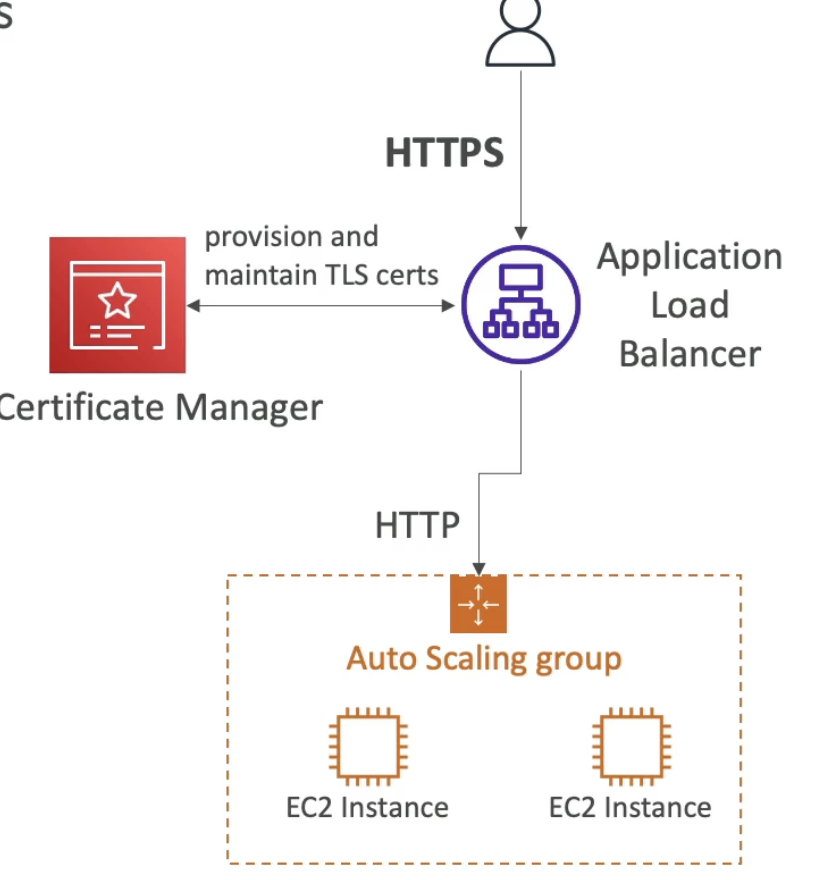 s
HTTPS
provision and
maintain TLS certs
Application
Load
Balancer
Certificate Manager
HTTP
Auto Scaling group
EC2 Instance
EC2 Instance